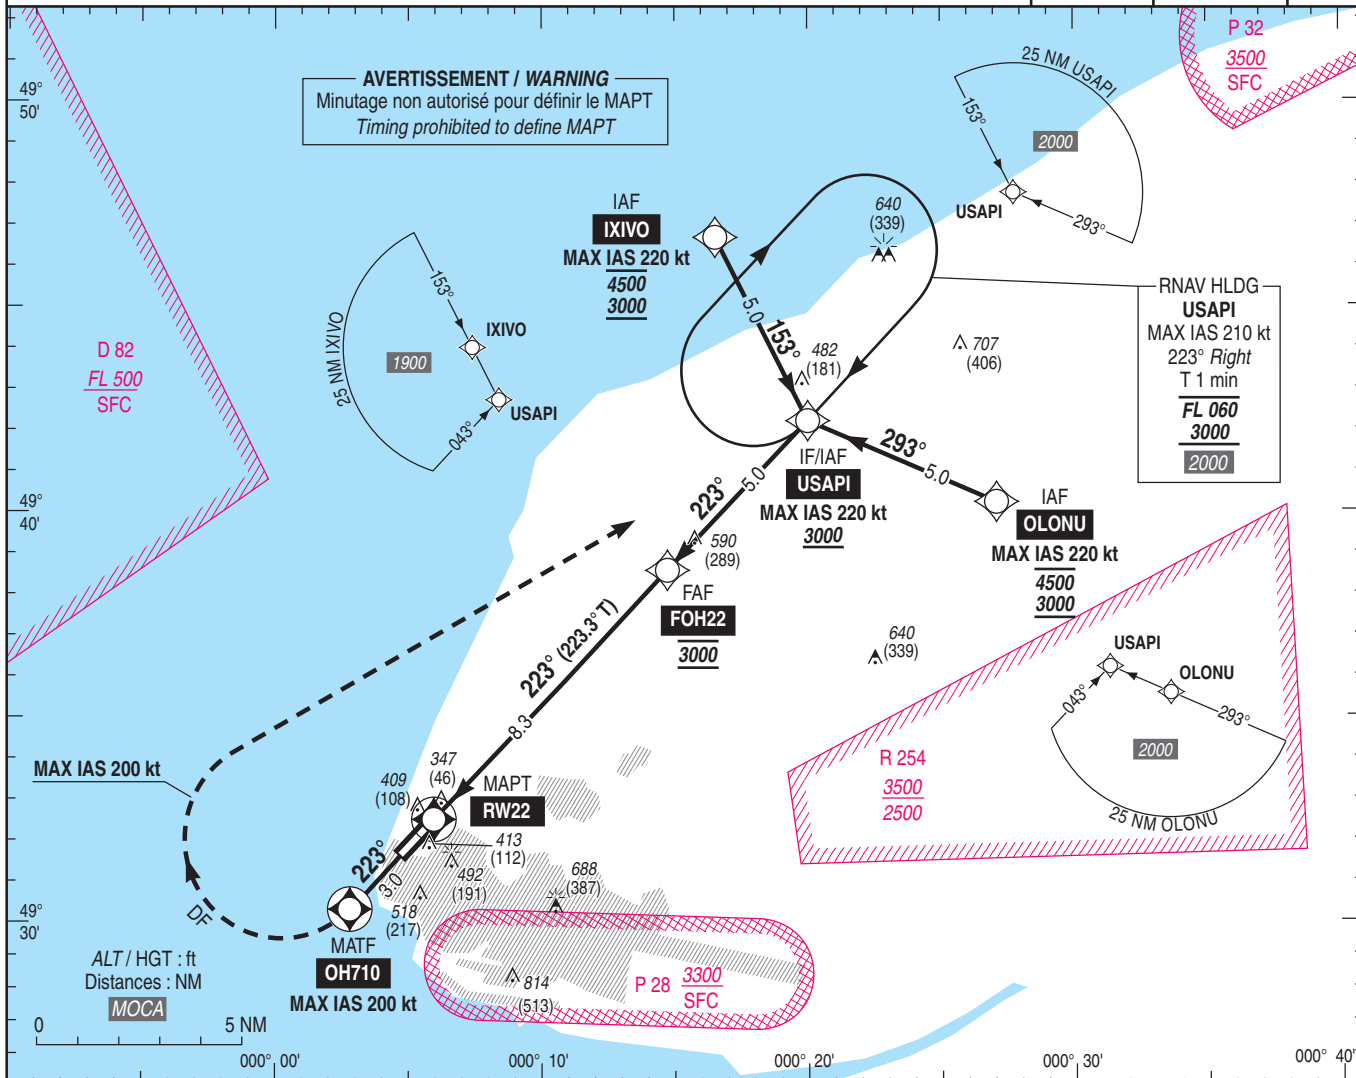 P 32
3500
SFC
49°
50'
AVERTISSEMENT / WARNING
Minutage non autorisé pour définir le MAPT
Timing prohibited to define MAPT
25 NM USAPI
153°
2000
USAPI
293°
IAF
IXIVO
MAX IAS 220 kt
4500
3000
640
(339)
RNAV HLDG
USAPI
MAX IAS 210 kt
223° Right
T 1 min
FL 060
3000
2000
153°
IXIVO
25 NM IXIVO
1900
USAPI
043°
5.0
153°
482
(181)
707
(406)
D 82
FL 500
SFC
293°
5.0
IF/IAF
USAPI
MAX IAS 220 kt
3000
5.0
223°
49°
40'
IAF
OLONU
MAX IAS 220 kt
4500
3000
590
(289)
FAF
FOH22
3000
223° (223.3° T)
8.3
640
(339)
USAPI
OLONU
043°
293°
2000
25 NM OLONU
R 254
3500
2500
MAX IAS 200 kt
347
(46)
409
(108)
MAPT
RW22
413
(112)
492
(191)
688
(387)
518
(217)
223°
3.0
DF
49°
30'
MATF
OH710
MAX IAS 200 kt
814
(513)
P 28
3300
SFC
ALT / HGT : ft
Distances : NM
MOCA
0
5 NM
000° 00'
000° 10'
000° 20'
000° 30'
000° 40'